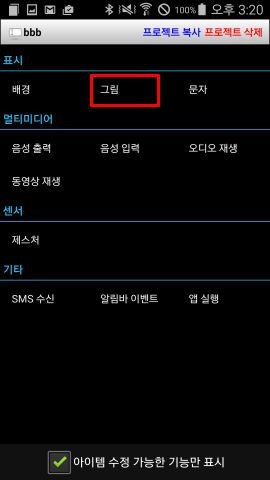 100% 오후 3:20
bbb 프로젝트 복사 프로젝트 삭제
표시
배경 그림 문자
멀티미디어
음성 출력 음성 입력 오디오 재생
동영상 재생
센서
제스처
기타
SMS 수신 알림바 이벤트 앱 실행
아이템 수정 가능한 기능만 표시